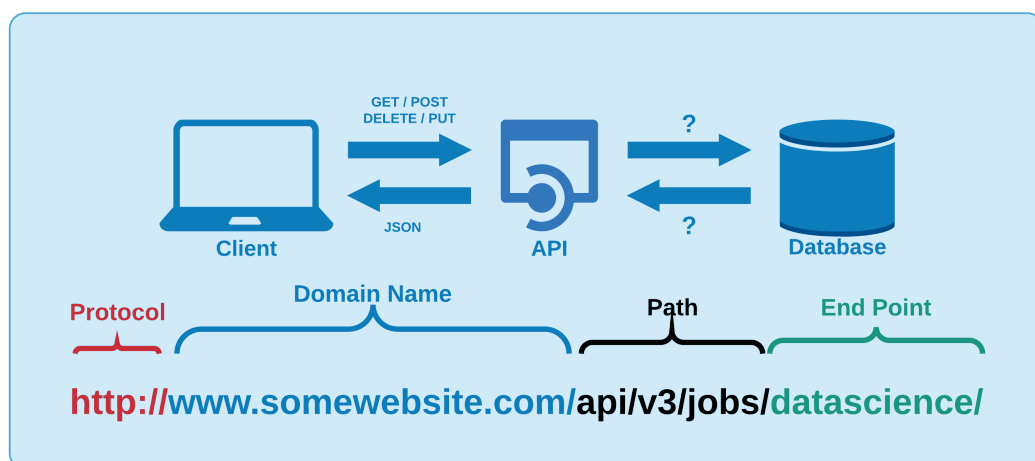 GET / POST
DELETE / PUT
?
JSON
?
Client
API
Database
Protocol
Domain Name
Path
End Point
http://www.somewebsite.com/api/v3/jobs/datascience/